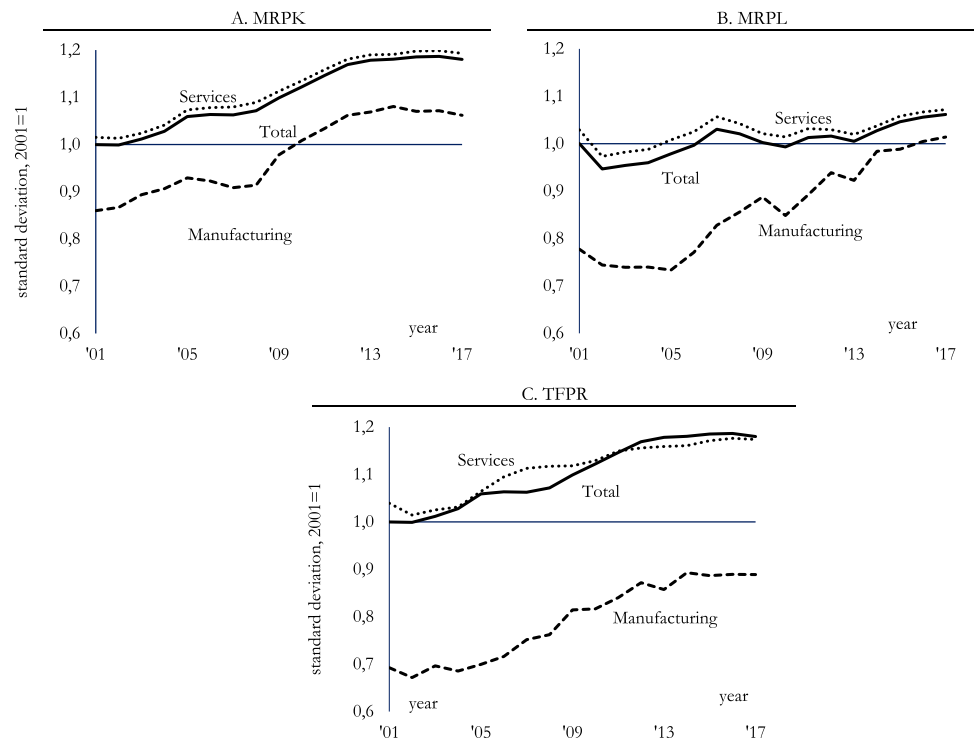 A. MRPK
1,2
1,1
1,0
0,9
0,8
0,7
0,6
standard deviation, 2001=1
Services
Total
Manufacturing
year
'01 '05 '09 '13 '17
B. MRPL
1,2
1,1
1,0
0,9
0,8
0,7
0,6
Services
Total
Manufacturing
year
'01 '05 '09 '13 '17
C. TFPR
1,2
1,1
1,0
0,9
0,8
0,7
0,6
standard deviation, 2001=1
Services
Total
Manufacturing
year
year
'01 '05 '09 '13 '17